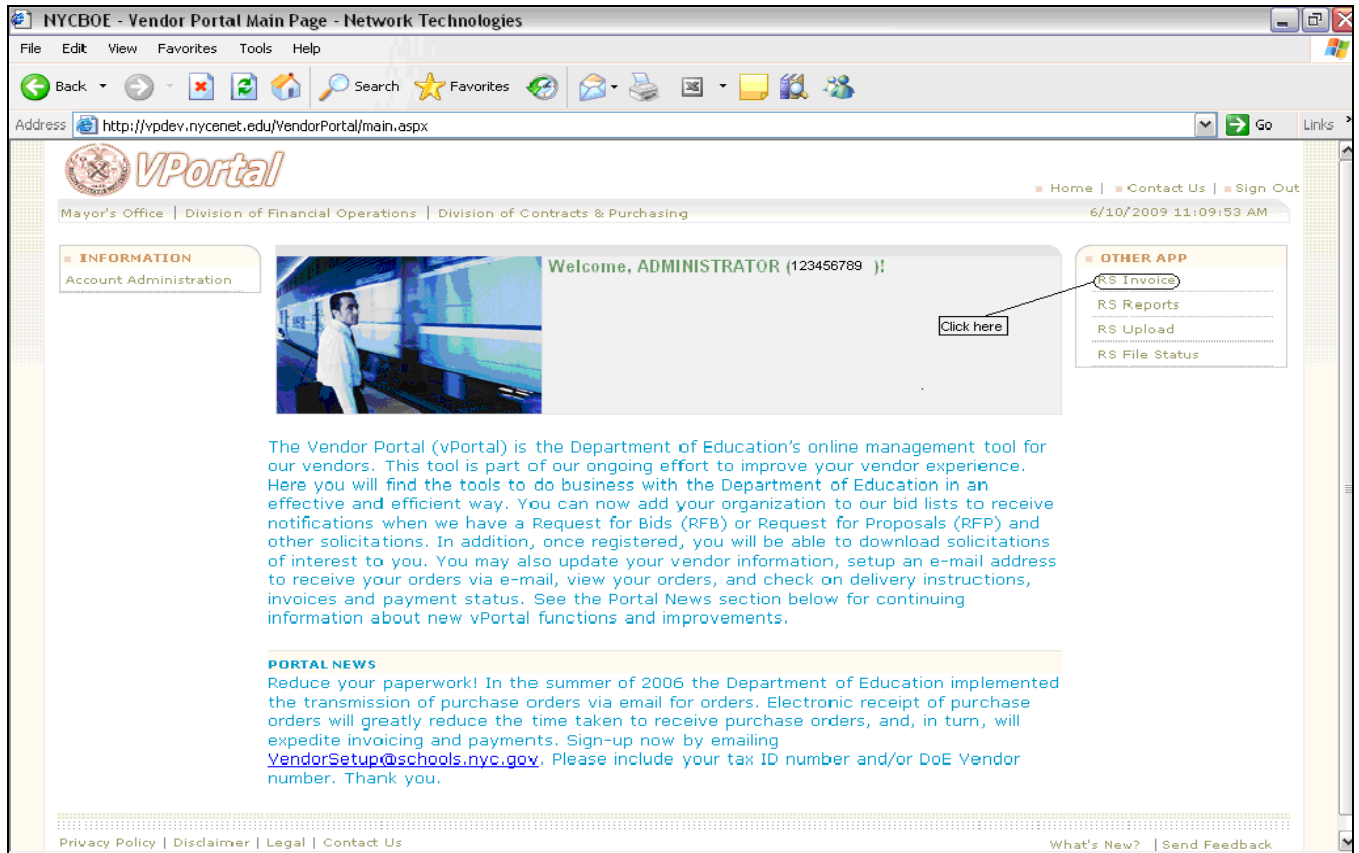 NYCBOE - Vendor Portal Main Page - Network Technologies
File Edit View Favorites Tools Help
Back Search Favorites
Address http://vpdev.nycenet.edu/VendorPortal/main.aspx Go Links
VPortal
Home | Contact Us | Sign Out
Mayor's Office | Division of Financial Operations | Division of Contracts & Purchasing 6/10/2009 11:09:53 AM
INFORMATION
Account Administration
Welcome, ADMINISTRATOR (123456789 )!
Click here
OTHER APP
RS Invoice
RS Reports
RS Upload
RS File Status
The Vendor Portal (vPortal) is the Department of Education's online management tool for
our vendors. This tool is part of our ongoing effort to improve your vendor experience.
Here you will find the tools to do business with the Department of Education in an
effective and efficient way. You can now add your organization to our bid lists to receive
notifications when we have a Request for Bids (RFB) or Request for Proposals (RFP) and
other solicitations. In addition, once registered, you will be able to download solicitations
of interest to you. You may also update your vendor information, setup an e-mail address
to receive your orders via e-mail, view your orders, and check on delivery instructions,
invoices and payment status. See the Portal News section below for continuing
information about new vPortal functions and improvements.
PORTAL NEWS
Reduce your paperwork! In the summer of 2006 the Department of Education implemented
the transmission of purchase orders via email for orders. Electronic receipt of purchase
orders will greatly reduce the time taken to receive purchase orders, and, in turn, will
expedite invoicing and payments. Sign-up now by emailing
VendorSetup@schools.nyc.gov. Please include your tax ID number and/or DoE Vendor
number. Thank you.
Privacy Policy | Disclaimer | Legal | Contact Us What's New? | Send Feedback